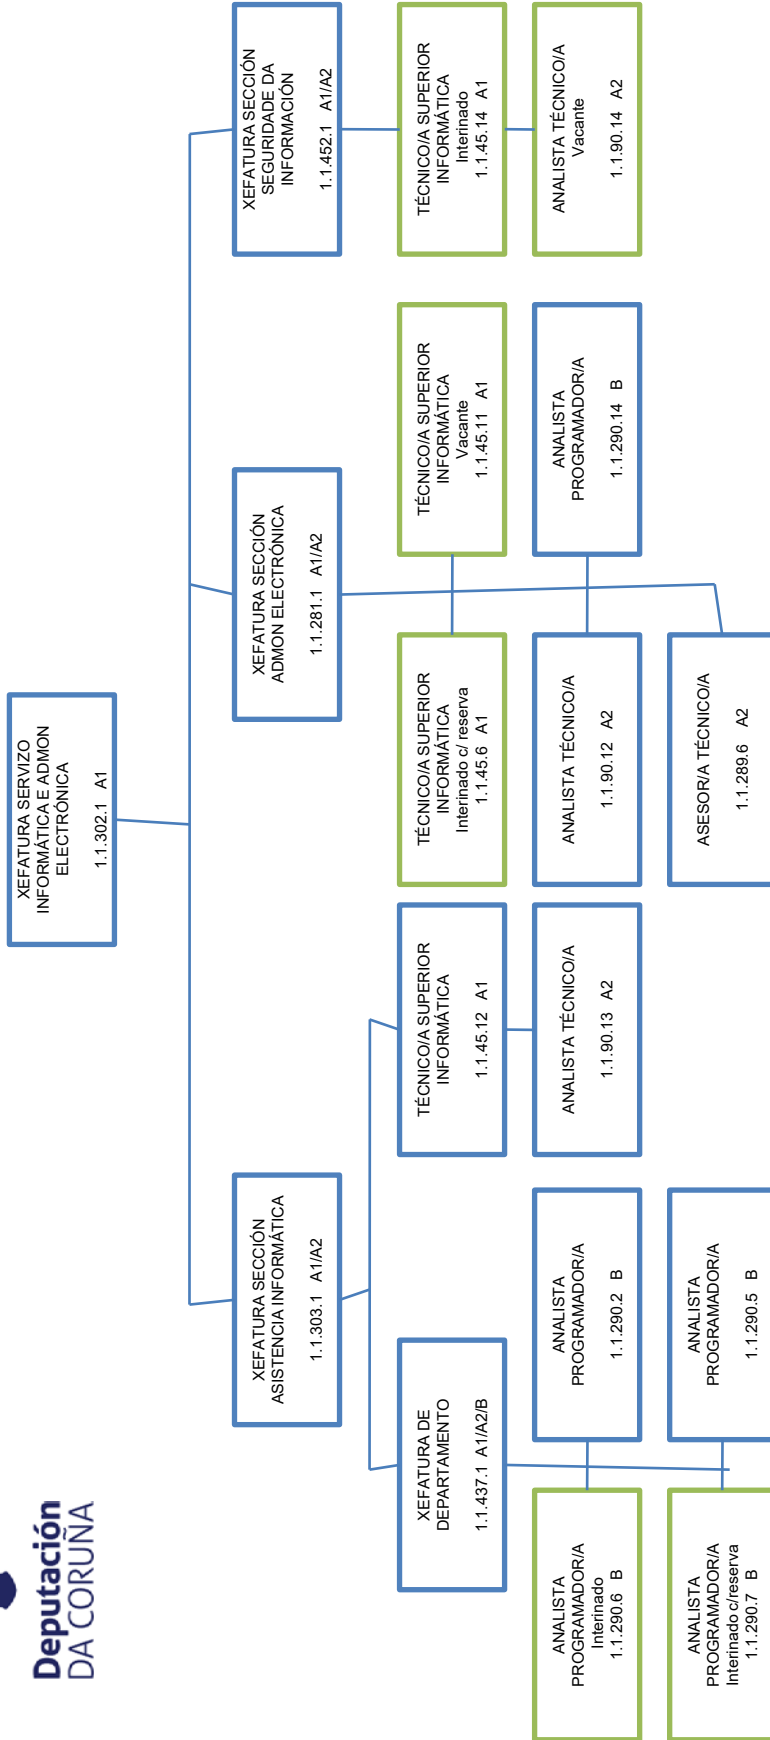 Deputación
DA CORUÑA
XEFATURA SERVIZO
INFORMÁTICA E ADMON
ELECTRÓNICA
1.1.302.1 A1
XEFATURA SECCIÓN
ASISTENCIA INFORMÁTICA
1.1.303.1 A1/A2
XEFATURA SECCIÓN
ADMON ELECTRÓNICA
1.1.281.1 A1/A2
XEFATURA SECCIÓN
SEGURIDADE DA
INFORMACIÓN
1.1.452.1 A1/A2
XEFATURA DE
DEPARTAMENTO
1.1.437.1 A1/A2/B
TÉCNICO/A SUPERIOR
INFORMÁTICA
1.1.45.12 A1
TÉCNICO/A SUPERIOR
INFORMÁTICA
Interinado c/ reserva
1.1.45.6 A1
TÉCNICO/A SUPERIOR
INFORMÁTICA
Vacante
1.1.45.11 A1
TÉCNICO/A SUPERIOR
INFORMÁTICA
Interinado
1.1.45.14 A1
ANALISTA
PROGRAMADOR/A
Interinado
1.1.290.6 B
ANALISTA
PROGRAMADOR/A
1.1.290.2 B
ANALISTA TÉCNICO/A
1.1.90.13 A2
ANALISTA TÉCNICO/A
1.1.90.12 A2
ANALISTA
PROGRAMADOR/A
1.1.290.14 B
ANALISTA TÉCNICO/A
Vacante
1.1.90.14 A2
ANALISTA
PROGRAMADOR/A
Interinado c/reserva
1.1.290.7 B
ANALISTA
PROGRAMADOR/A
1.1.290.5 B
ASESOR/A TÉCNICO/A
1.1.289.6 A2